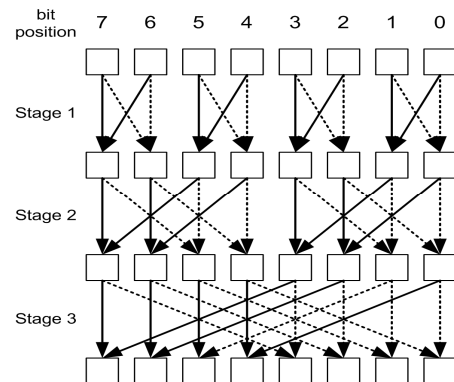 bit
position 7 6 5 4 3 2 1 0
Stage 1
Stage 2
Stage 3